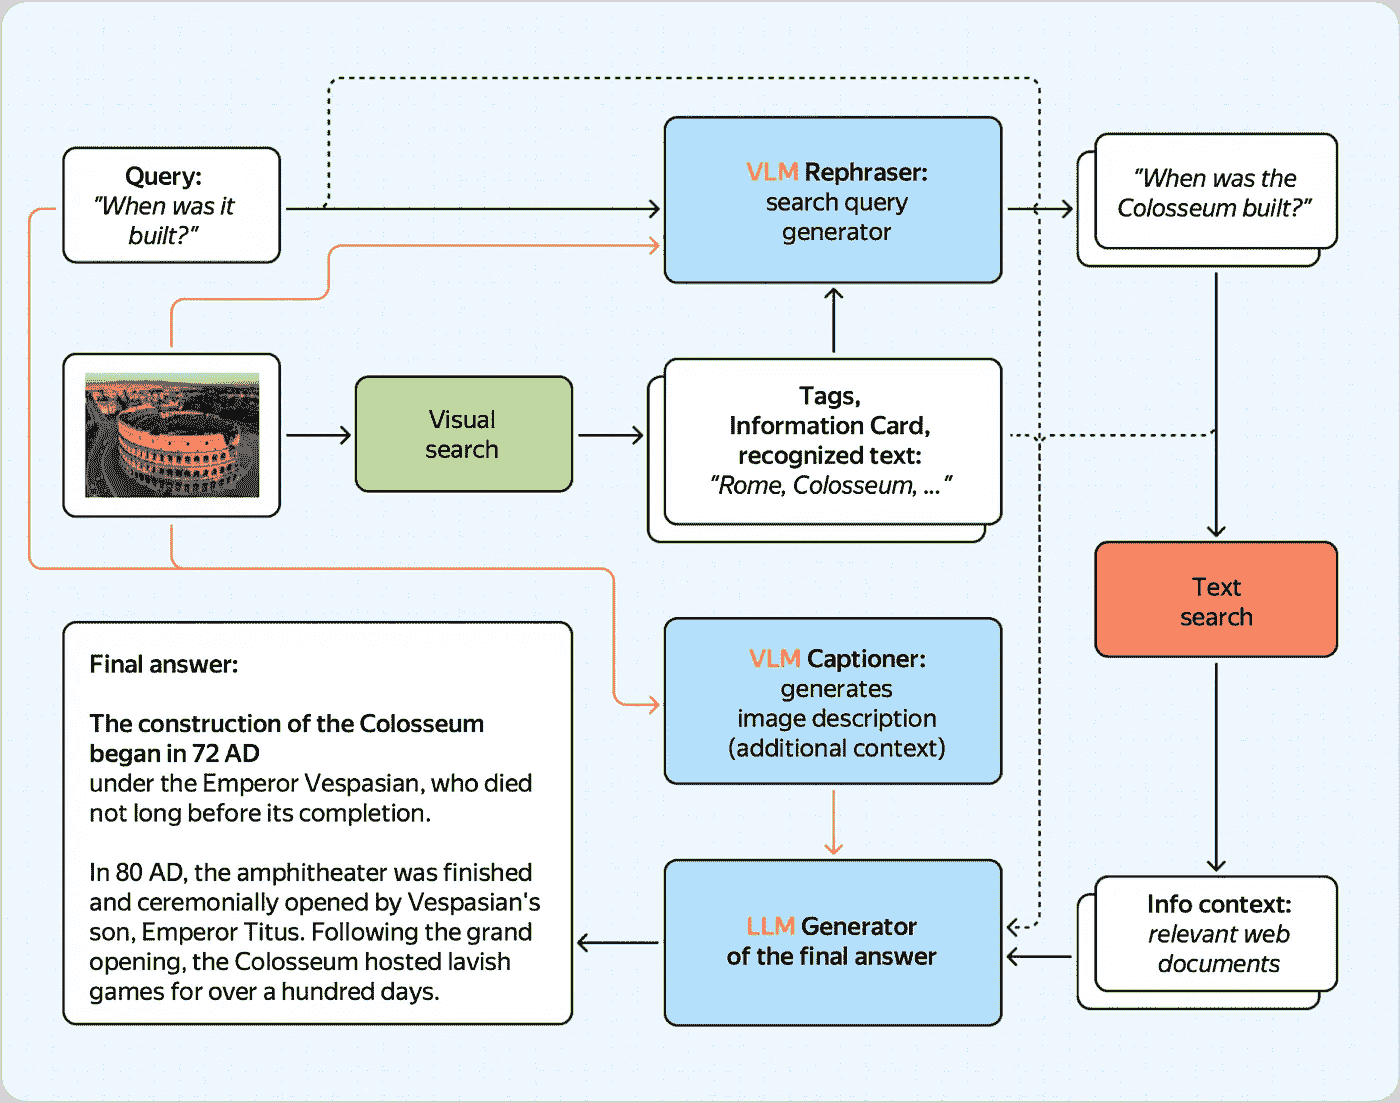 Query:
"When was it
built?"
VLM Rephraser:
search query
generator
"When was the
Colosseum built?"
Visual
search
Tags,
Information Card,
recognized text:
"Rome, Colosseum, ..."
Text
search
VLM Captioner:
generates
image description
(additional context)
Final answer:
The construction of the Colosseum
began in 72 AD
under the Emperor Vespasian, who died
not long before its completion.
In 80 AD, the amphitheater was finished
and ceremonially opened by Vespasian's
son, Emperor Titus. Following the grand
opening, the Colosseum hosted lavish
games for over a hundred days.
LLM Generator
of the final answer
Info context:
relevant web
documents